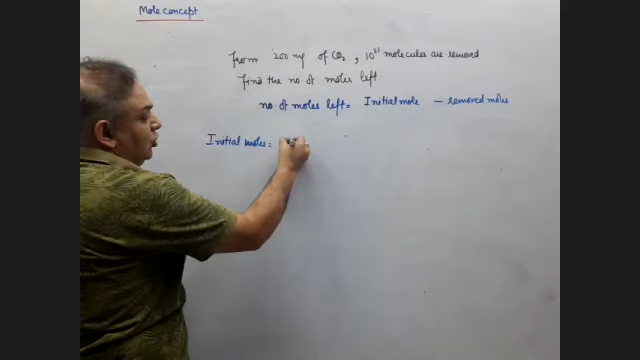 Mole concept
From 200 mg of CO₂, 10²¹ molecules are removed
Find the no of moles left
no. of moles left = Initial mole – removed moles
Initial moles =